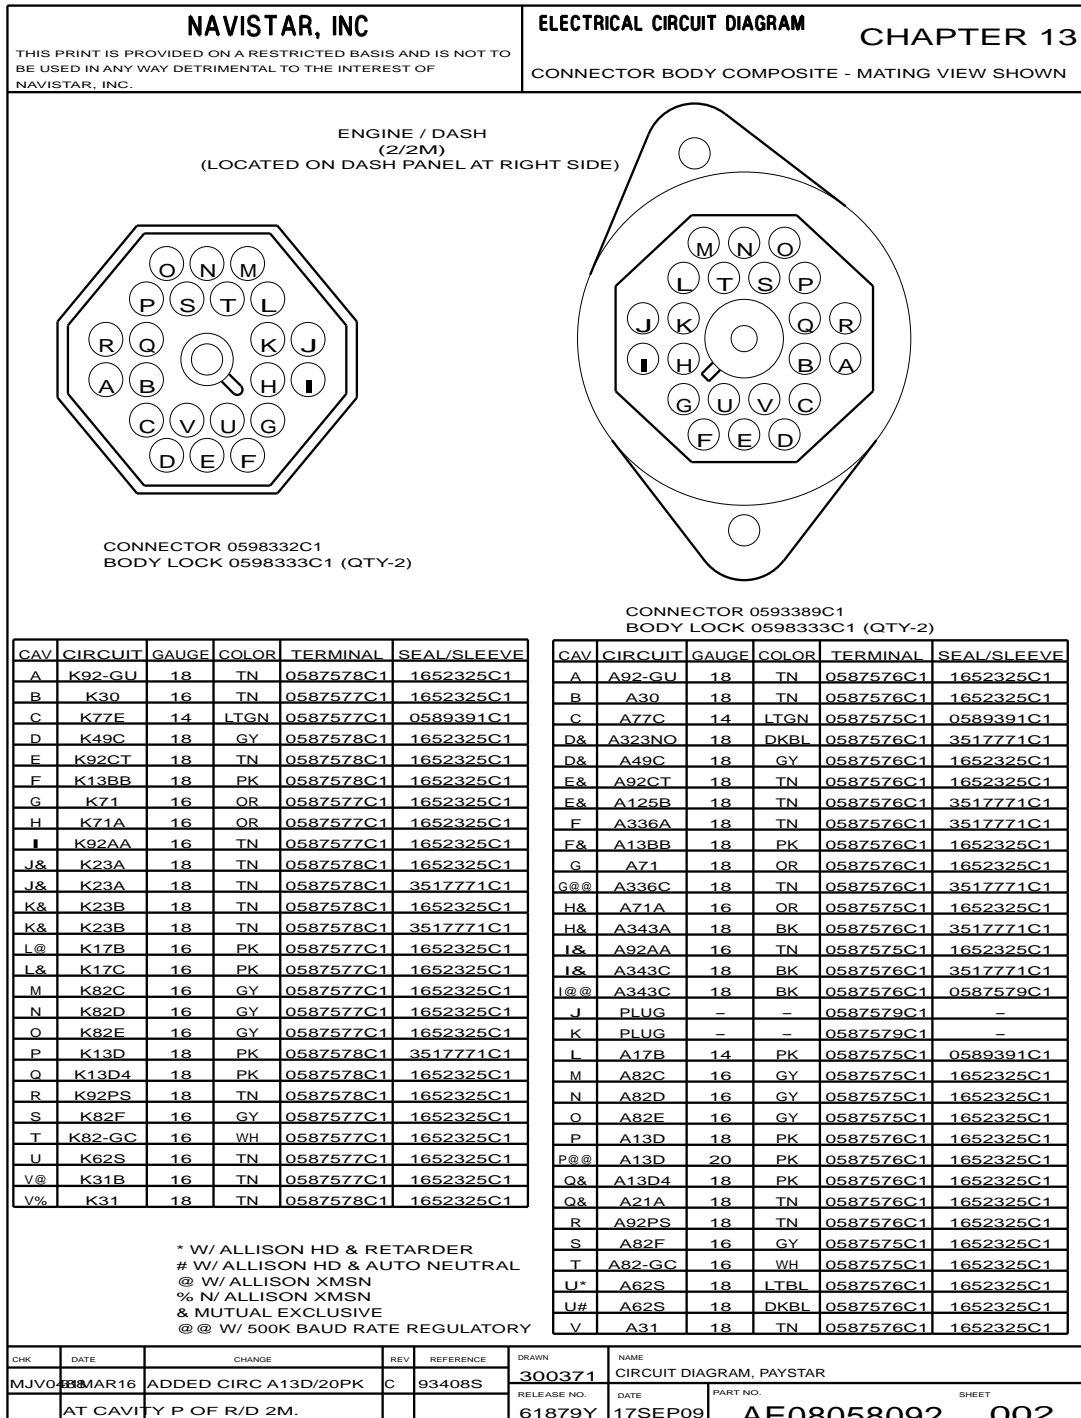 NAVISTAR, INC
THIS PRINT IS PROVIDED ON A RESTRICTED BASIS AND IS NOT TO
BE USED IN ANY WAY DETRIMENTAL TO THE INTEREST OF
NAVISTAR, INC.
ELECTRICAL CIRCUIT DIAGRAM
CHAPTER 13
CONNECTOR BODY COMPOSITE - MATING VIEW SHOWN
ENGINE / DASH
(2/2M)
(LOCATED ON DASH PANEL AT RIGHT SIDE)
O N M
P S T L
R Q K J
A B H I
C V U G
D E F
CONNECTOR 0598332C1
BODY LOCK 0598333C1 (QTY-2)
M N O
L T S P
J K Q R
I H B A
G U V C
F E D
CONNECTOR 0593389C1
BODY LOCK 0598333C1 (QTY-2)
CAV CIRCUIT GAUGE COLOR TERMINAL SEAL/SLEEVE
A K92-GU 18 TN 0587578C1 1652325C1
B K30 16 TN 0587577C1 1652325C1
C K77E 14 LTGN 0587577C1 0589391C1
D K49C 18 GY 0587578C1 1652325C1
E K92CT 18 TN 0587578C1 1652325C1
F K13BB 18 PK 0587578C1 1652325C1
G K71 16 OR 0587577C1 1652325C1
H K71A 16 OR 0587577C1 1652325C1
I K92AA 16 TN 0587577C1 1652325C1
J& K23A 18 TN 0587578C1 1652325C1
J& K23A 18 TN 0587578C1 3517771C1
K& K23B 18 TN 0587578C1 1652325C1
K& K23B 18 TN 0587578C1 3517771C1
L@ K17B 16 PK 0587577C1 1652325C1
L& K17C 16 PK 0587577C1 1652325C1
M K82C 16 GY 0587577C1 1652325C1
N K82D 16 GY 0587577C1 1652325C1
O K82E 16 GY 0587577C1 1652325C1
P K13D 18 PK 0587578C1 3517771C1
Q K13D4 18 PK 0587578C1 1652325C1
R K92PS 18 TN 0587578C1 1652325C1
S K82F 16 GY 0587577C1 1652325C1
T K82-GC 16 WH 0587577C1 1652325C1
U K62S 16 TN 0587577C1 1652325C1
V@ K31B 16 TN 0587577C1 1652325C1
V% K31 18 TN 0587578C1 1652325C1
* W/ ALLISON HD & RETARDER
# W/ ALLISON HD & AUTO NEUTRAL
@ W/ ALLISON XMSN
% N/ ALLISON XMSN
& MUTUAL EXCLUSIVE
@@ W/ 500K BAUD RATE REGULATORY
CAV CIRCUIT GAUGE COLOR TERMINAL SEAL/SLEEVE
A A92-GU 18 TN 0587576C1 1652325C1
B A30 18 TN 0587576C1 1652325C1
C A77C 14 LTGN 0587575C1 0589391C1
D& A323NO 18 DKBL 0587576C1 3517771C1
D& A49C 18 GY 0587576C1 1652325C1
E& A92CT 18 TN 0587576C1 1652325C1
E& A125B 18 TN 0587576C1 3517771C1
F A336A 18 TN 0587576C1 3517771C1
F& A13BB 18 PK 0587576C1 1652325C1
G A71 18 OR 0587576C1 1652325C1
G@@ A336C 18 TN 0587576C1 3517771C1
H& A71A 16 OR 0587575C1 1652325C1
H& A343A 18 BK 0587576C1 3517771C1
I& A92AA 16 TN 0587575C1 1652325C1
I& A343C 18 BK 0587576C1 3517771C1
I@@ A343C 18 BK 0587576C1 0587579C1
J PLUG – – 0587579C1 –
K PLUG – – 0587579C1 –
L A17B 14 PK 0587575C1 0589391C1
M A82C 16 GY 0587575C1 1652325C1
N A82D 16 GY 0587575C1 1652325C1
O A82E 16 GY 0587575C1 1652325C1
P A13D 18 PK 0587576C1 1652325C1
P@@ A13D 20 PK 0587576C1 1652325C1
Q& A13D4 18 PK 0587576C1 1652325C1
Q& A21A 18 TN 0587576C1 1652325C1
R A92PS 18 TN 0587576C1 1652325C1
S A82F 16 GY 0587575C1 1652325C1
T A82-GC 16 WH 0587575C1 1652325C1
U* A62S 18 LTBL 0587576C1 1652325C1
U# A62S 18 DKBL 0587576C1 1652325C1
V A31 18 TN 0587576C1 1652325C1
CHK DATE CHANGE REV REFERENCE
ADDED CIRC A13D/20PK C 93408S
AT CAVITY P OF R/D 2M.
DRAWN
300371
NAME
CIRCUIT DIAGRAM, PAYSTAR
RELEASE NO.
61879Y
DATE
17SEP09
PART NO.
AE08058092
SHEET
002